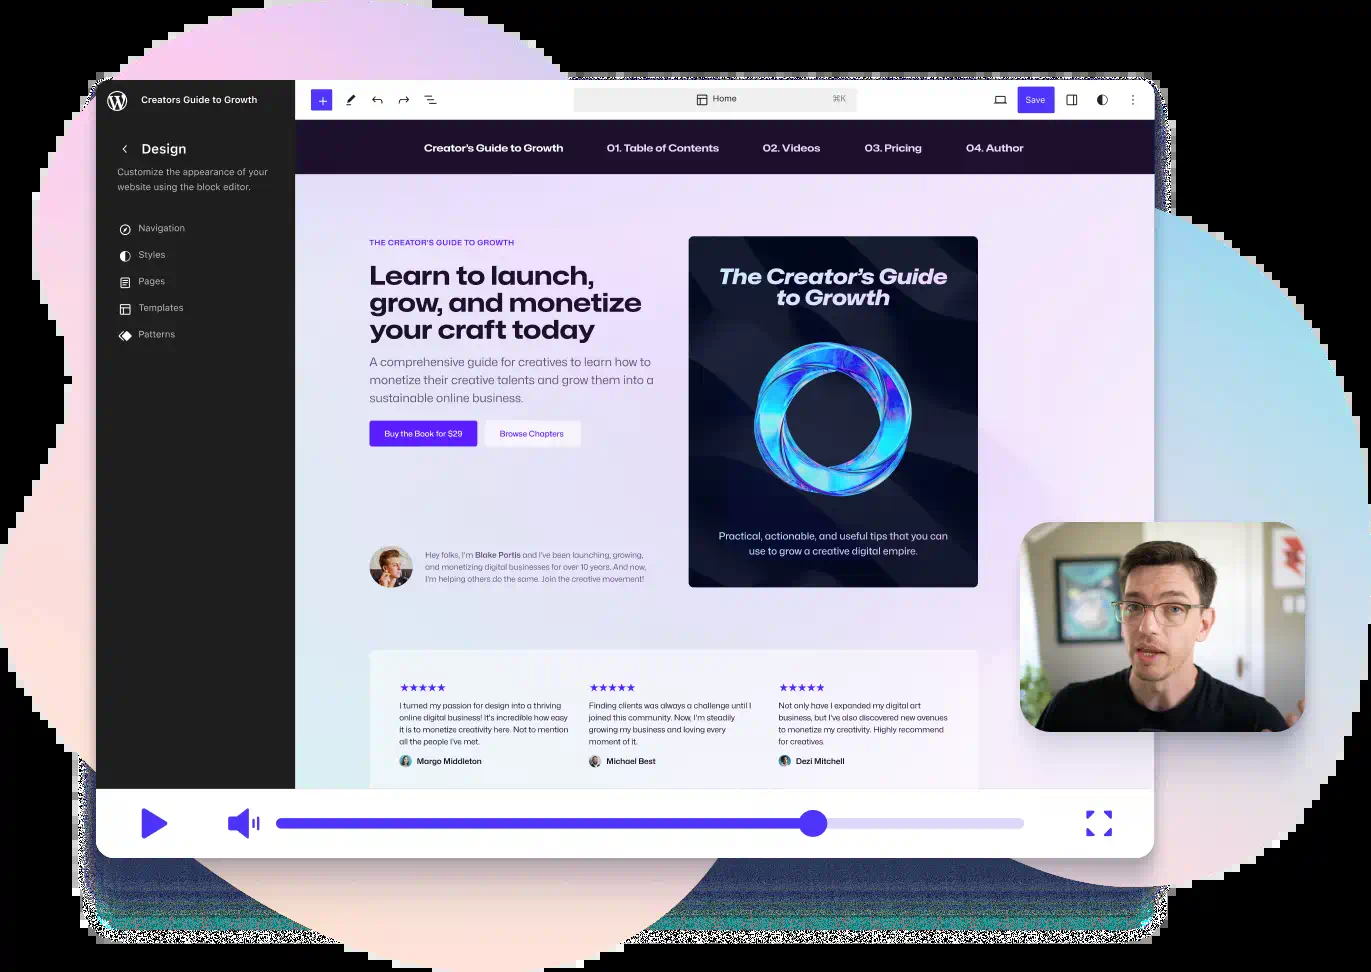 Creators Guide to Growth
Home
⌘K
Save
Design
Customize the appearance of your
website using the block editor.
Navigation
Styles
Pages
Templates
Patterns
Creator's Guide to Growth
01. Table of Contents
02. Videos
03. Pricing
04. Author
THE CREATOR'S GUIDE TO GROWTH
Learn to launch,
grow, and monetize
your craft today
A comprehensive guide for creatives to learn how to
monetize their creative talents and grow them into a
sustainable online business.
Buy the Book for $29
Browse Chapters
Hey folks, I'm Blake Portis and I've been launching, growing,
and monetizing digital businesses for over 10 years. And now,
I'm helping others do the same. Join the creative movement!
The Creator's Guide
to Growth
Practical, actionable, and useful tips that you can
use to grow a creative digital empire.
★★★★★
I turned my passion for design into a thriving
online digital business! It's incredible how easy
it is to monetize creativity here. Not to mention
all the people I've met.
Margo Middleton
★★★★★
Finding clients was always a challenge until I
joined this community. Now, I'm steadily
growing my business and loving every
moment of it.
Michael Best
★★★★★
Not only have I expanded my digital art
business, but I've also discovered new avenues
to monetize my creativity. Highly recommend
for creatives.
Dezi Mitchell